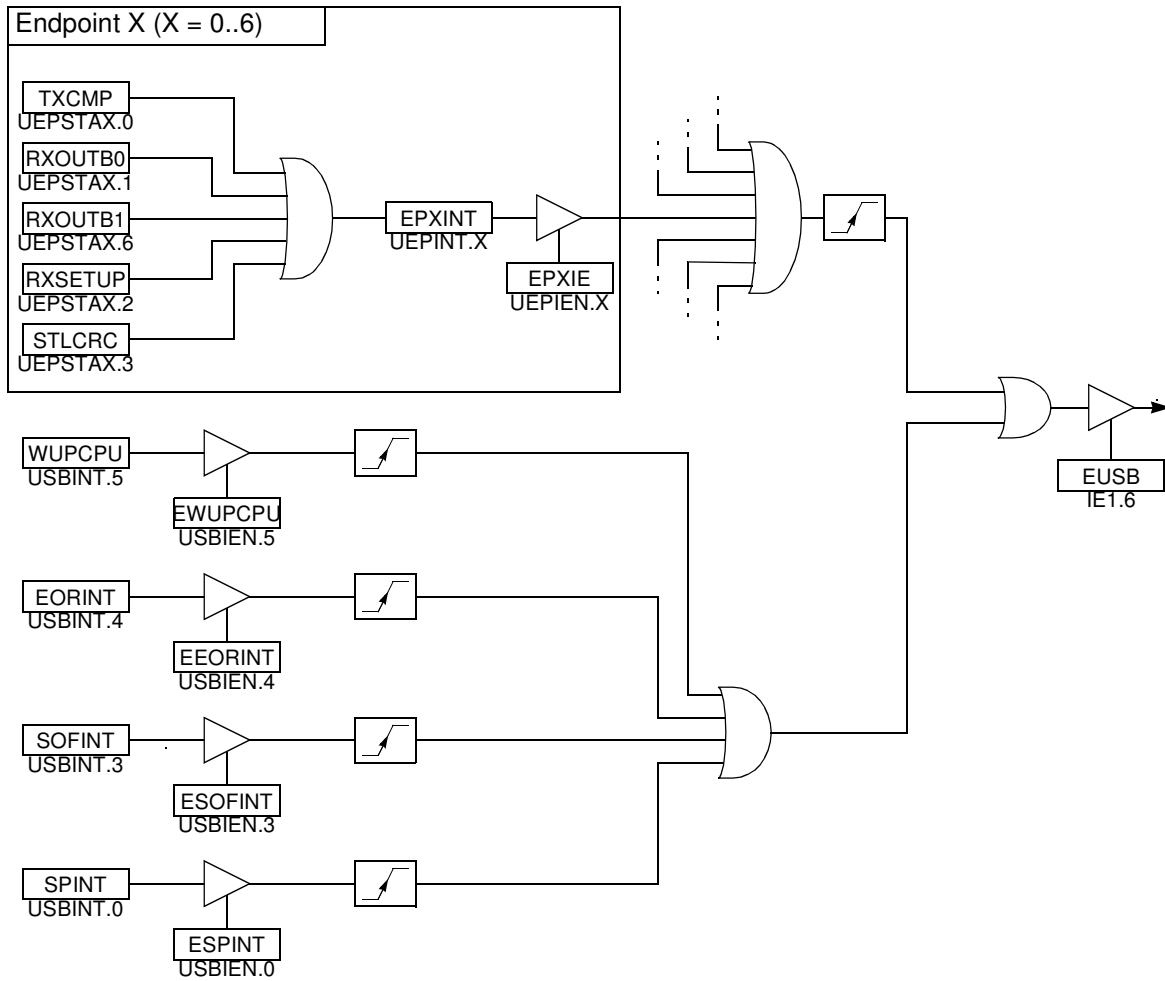 Endpoint X (X = 0..6)
TXCMP
UEPSTAX.0
RXOUTB0
UEPSTAX.1
RXOUTB1
UEPSTAX.6
RXSETUP
UEPSTAX.2
STLCRC
UEPSTAX.3
EPXINT
UEPINT.X
EPXIE
UEPIEN.X
WUPCPU
USBINT.5
EWUPCPU
USBIEN.5
EUSB
IE1.6
EORINT
USBINT.4
EEORINT
USBIEN.4
SOFINT
USBINT.3
ESOFINT
USBIEN.3
SPINT
USBINT.0
ESPINT
USBIEN.0